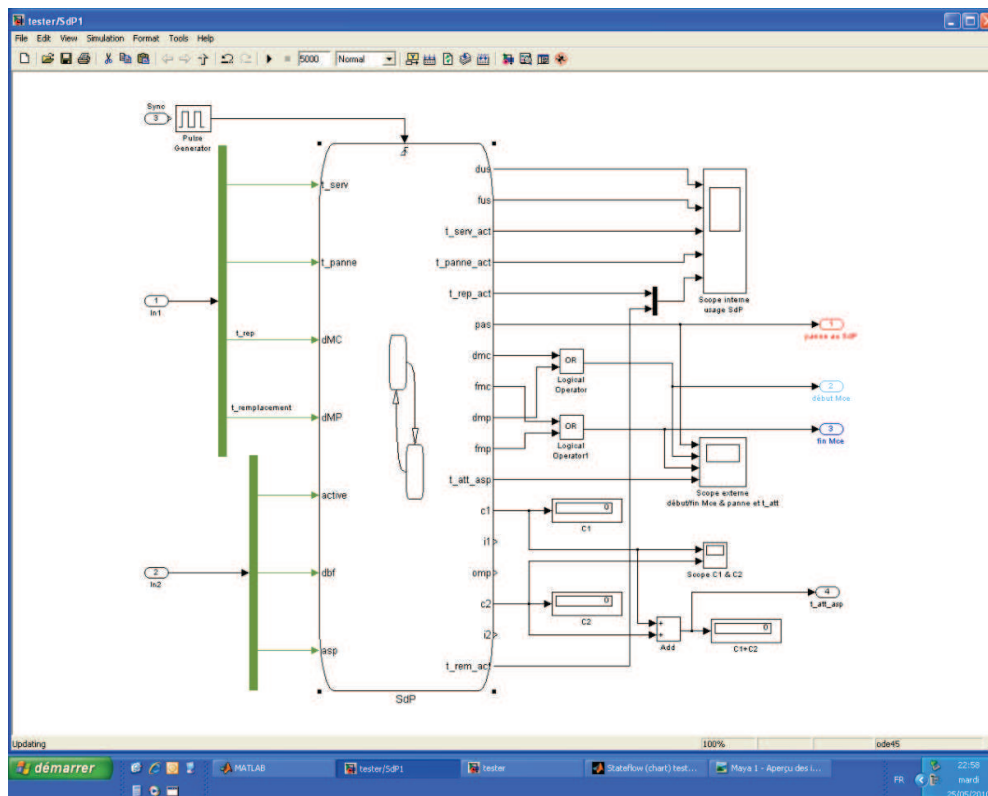 tester/SdP1
File Edit View Simulation Format Tools Help
5000 Normal
Sync
3
Pulse
Generator
t_serv
t_panne
1
In1
t_rep
dMC
t_remplacement
dMP
active
2
In2
dbf
asp
SdP
dus
fus
t_serv_act
t_panne_act
t_rep_act
pas
dmc
fmc
dmp
fmp
t_att_asp
c1
i1
omp
c2
i2
t_rem_act
Scope interne
usage SdP
1
panne au SdP
OR
Logical
Operator
2
début Mce
OR
Logical
Operator1
3
fin Mce
Scope externe
début/fin Mce & panne et t_att
0
C1
Scope C1 & C2
0
C2
4
t_att_asp
+
+
Add
0
C1+C2
Updating 100% ode45
démarrer MATLAB tester/SdP1 tester Stateflow (chart) test... Maya 1 - Aperçu des i... FR 22:58
mardi